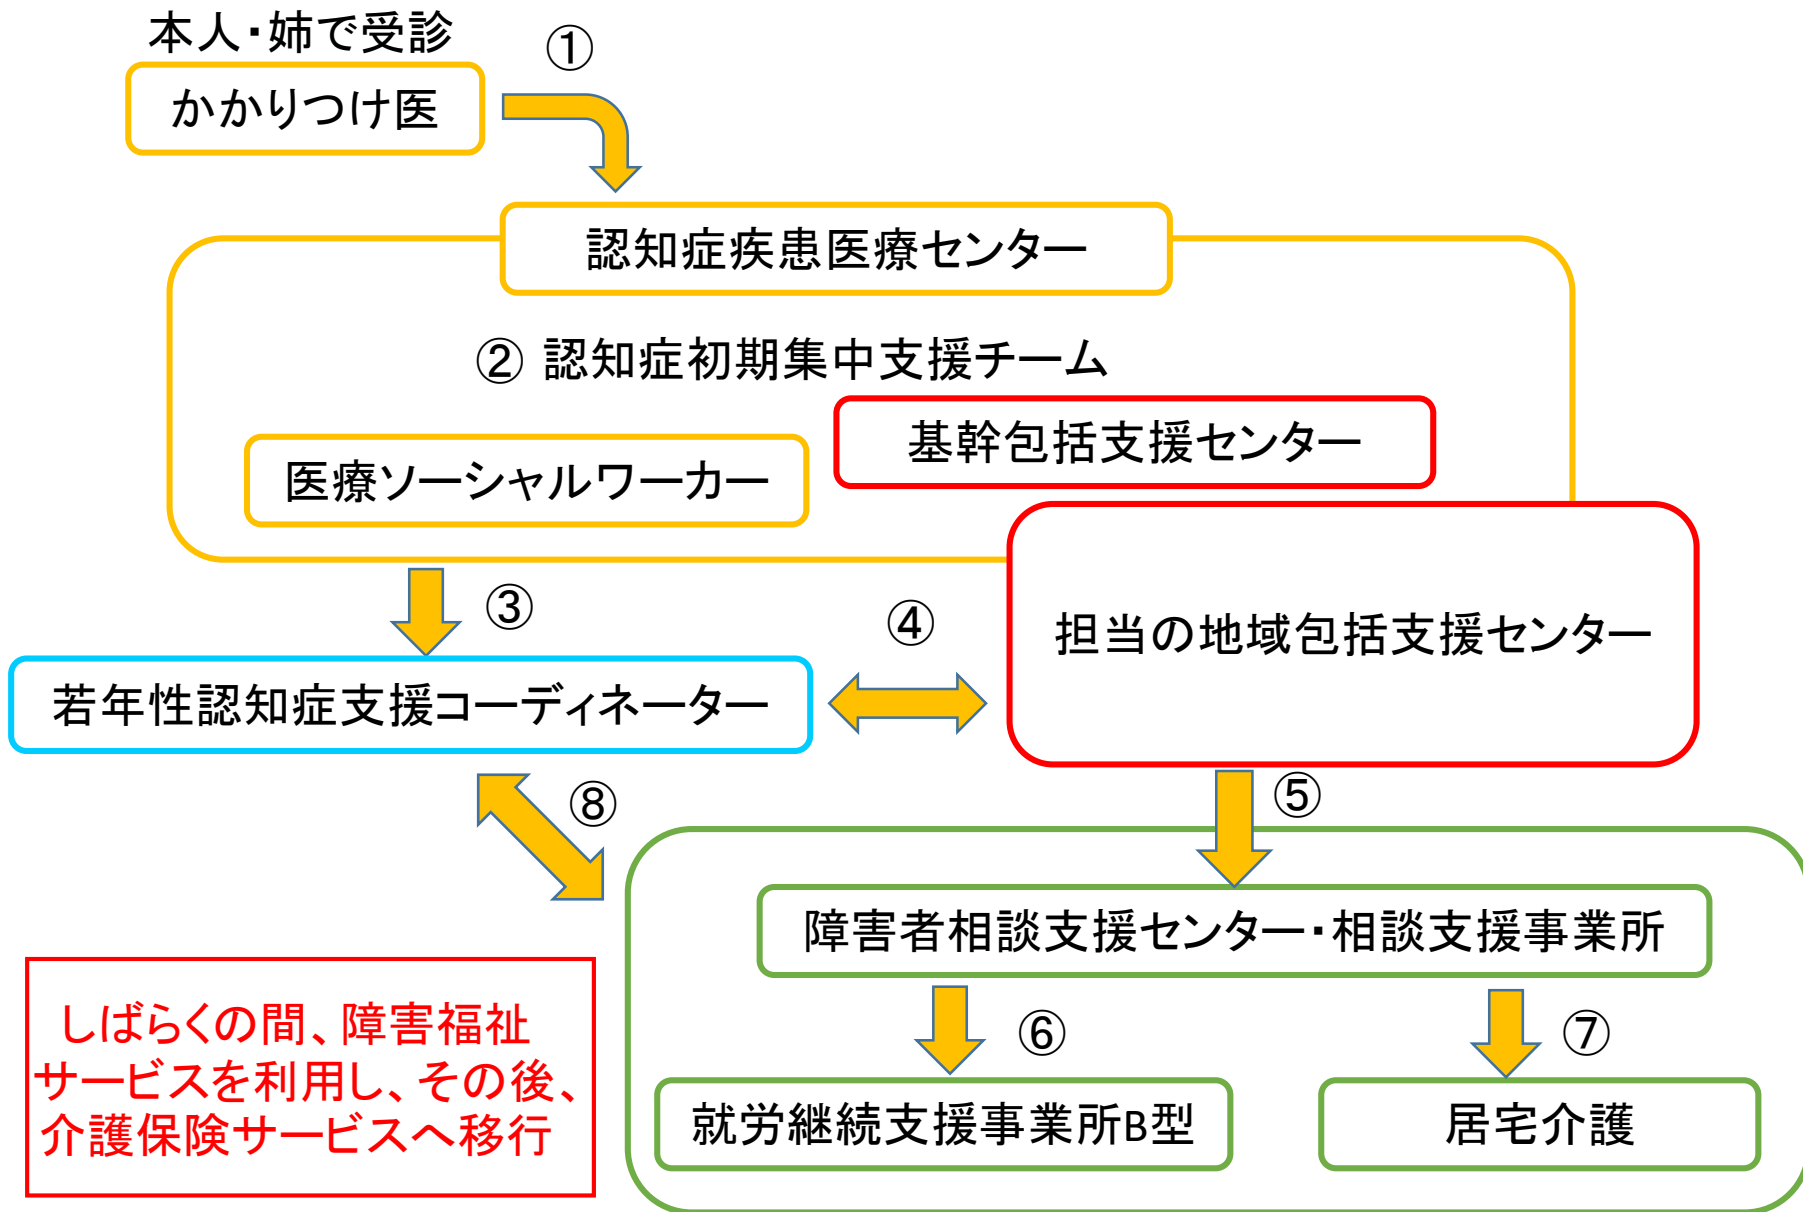 本人・姉で受診
①
かかりつけ医
認知症疾患医療センター
② 認知症初期集中支援チーム
基幹包括支援センター
医療ソーシャルワーカー
③
④
担当の地域包括支援センター
若年性認知症支援コーディネーター
⑤
⑧
障害者相談支援センター・相談支援事業所
しばらくの間、障害福祉
サービスを利用し、その後、
介護保険サービスへ移行
⑥
⑦
就労継続支援事業所B型
居宅介護